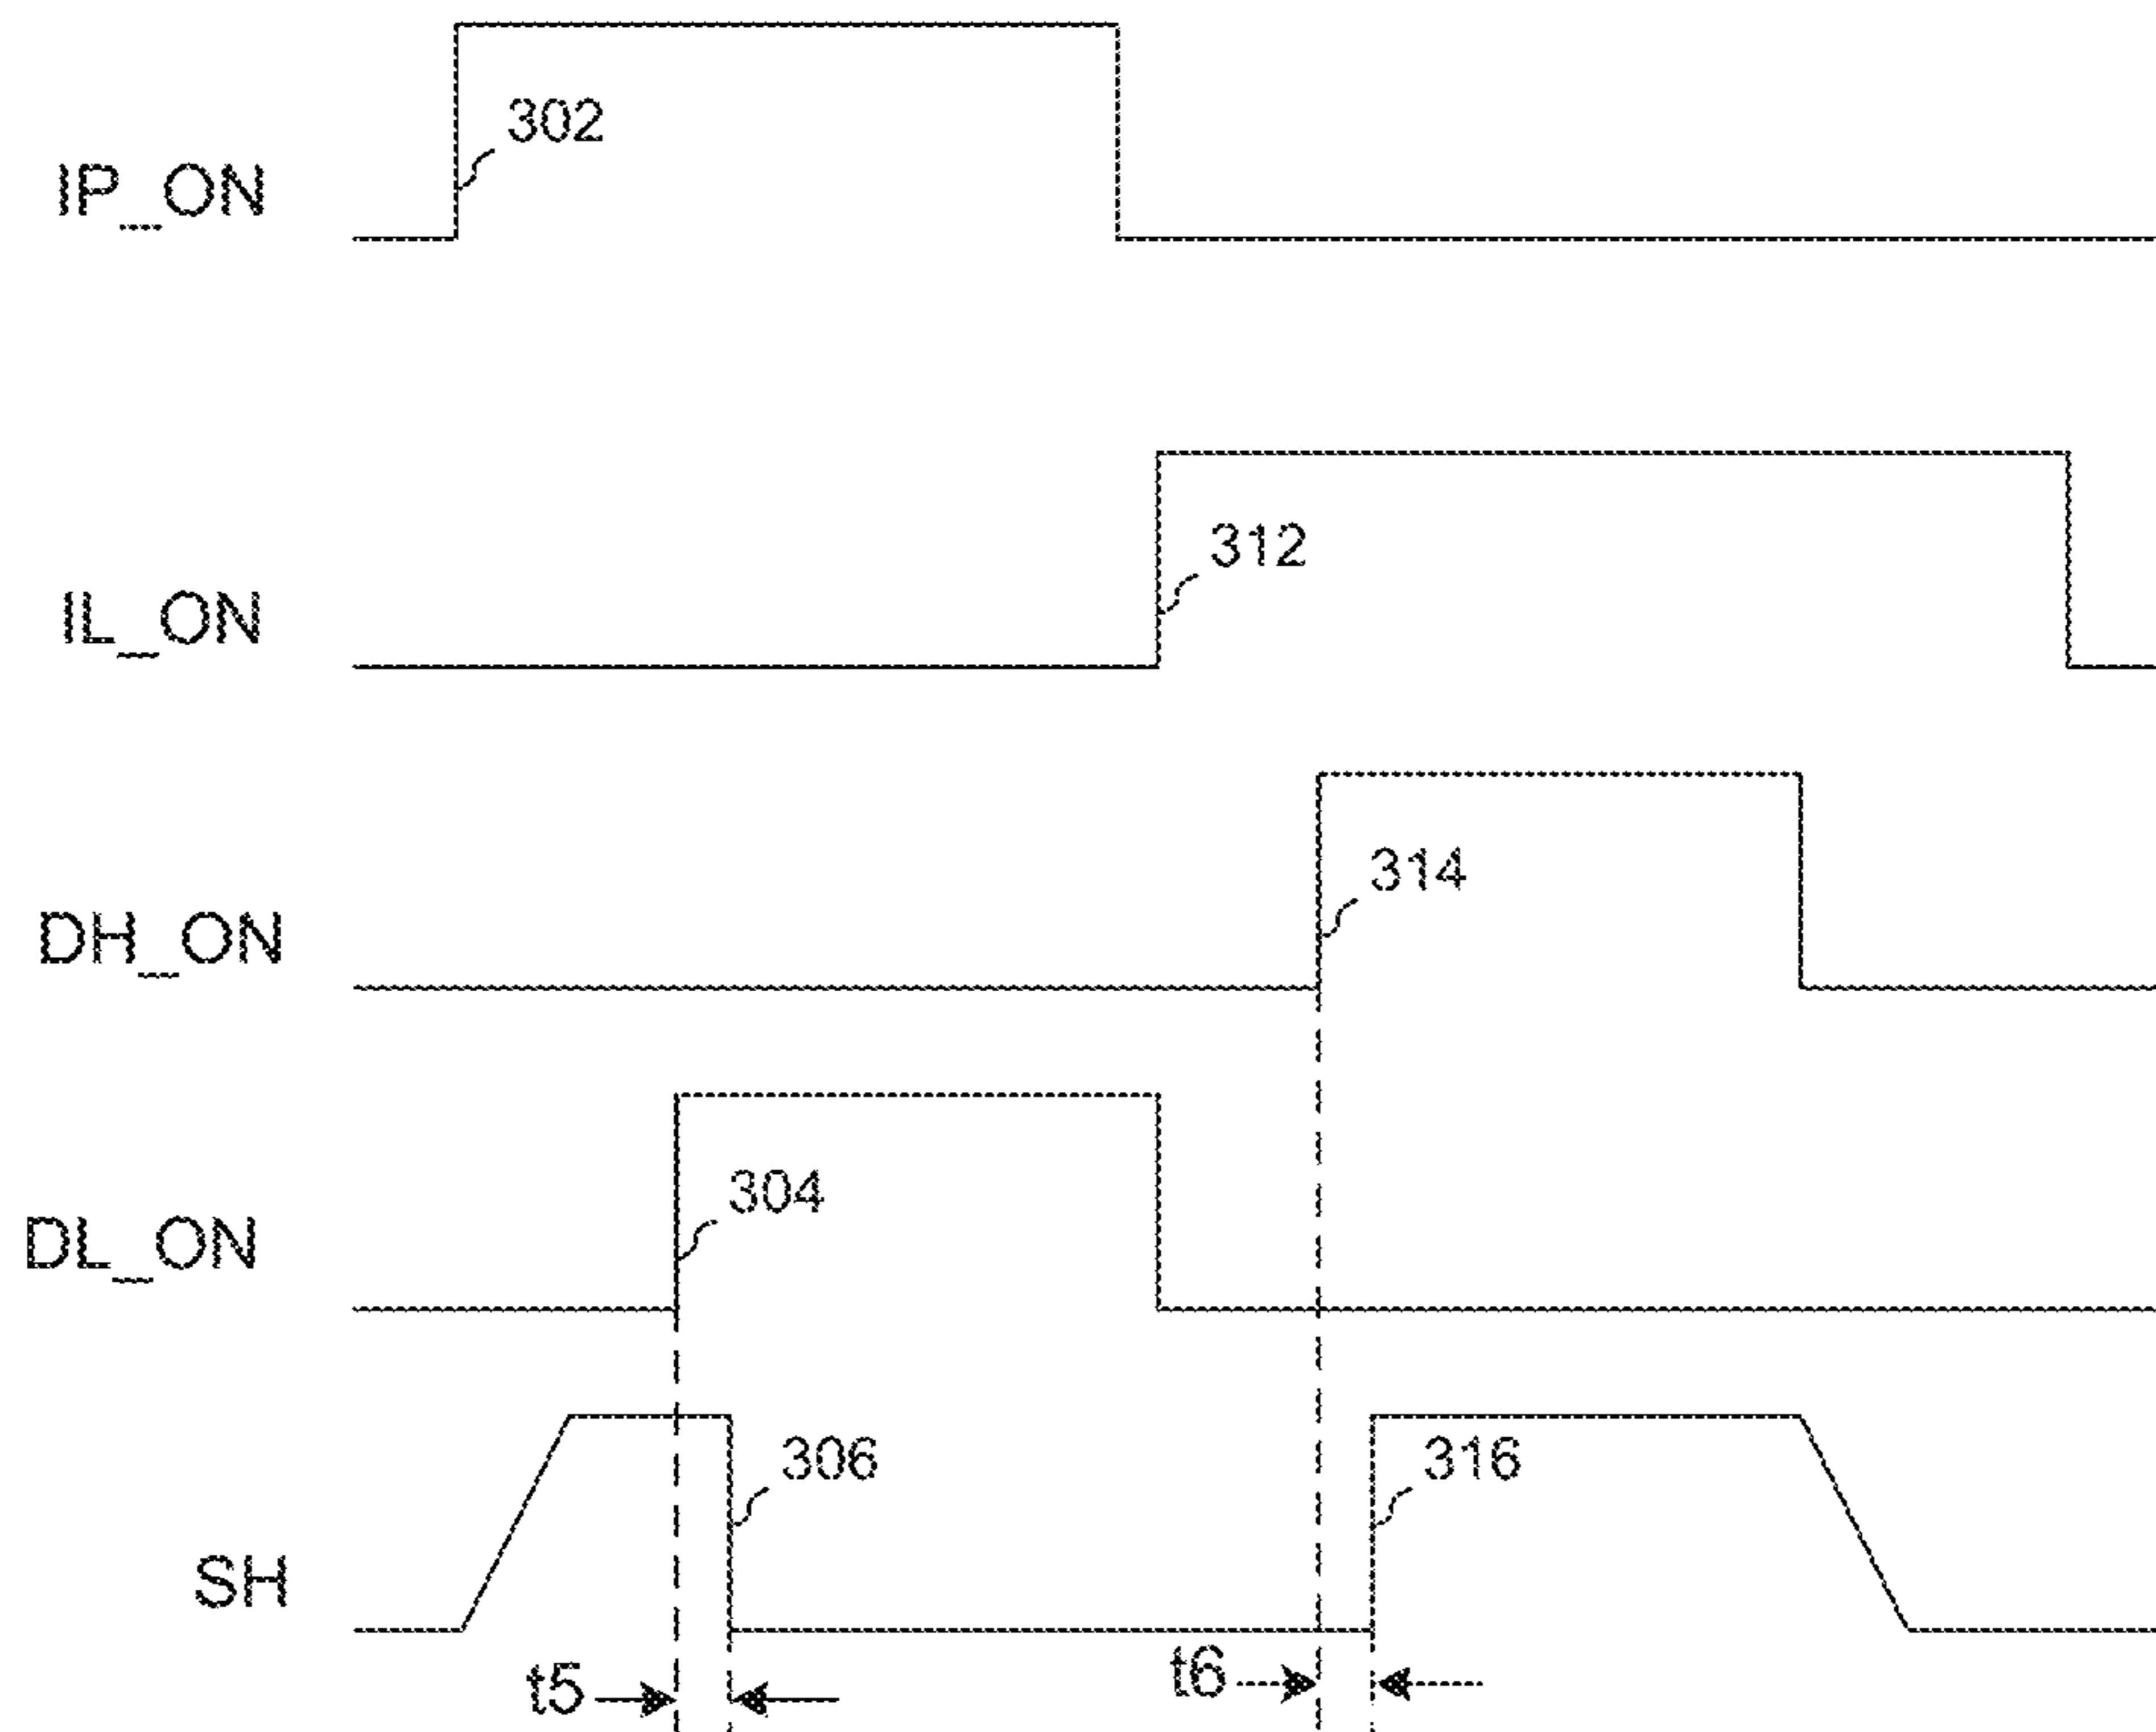 302
IP_ON
312
IL_ON
314
DH_ON
304
DL_ON
306
316
SH
t5
t6